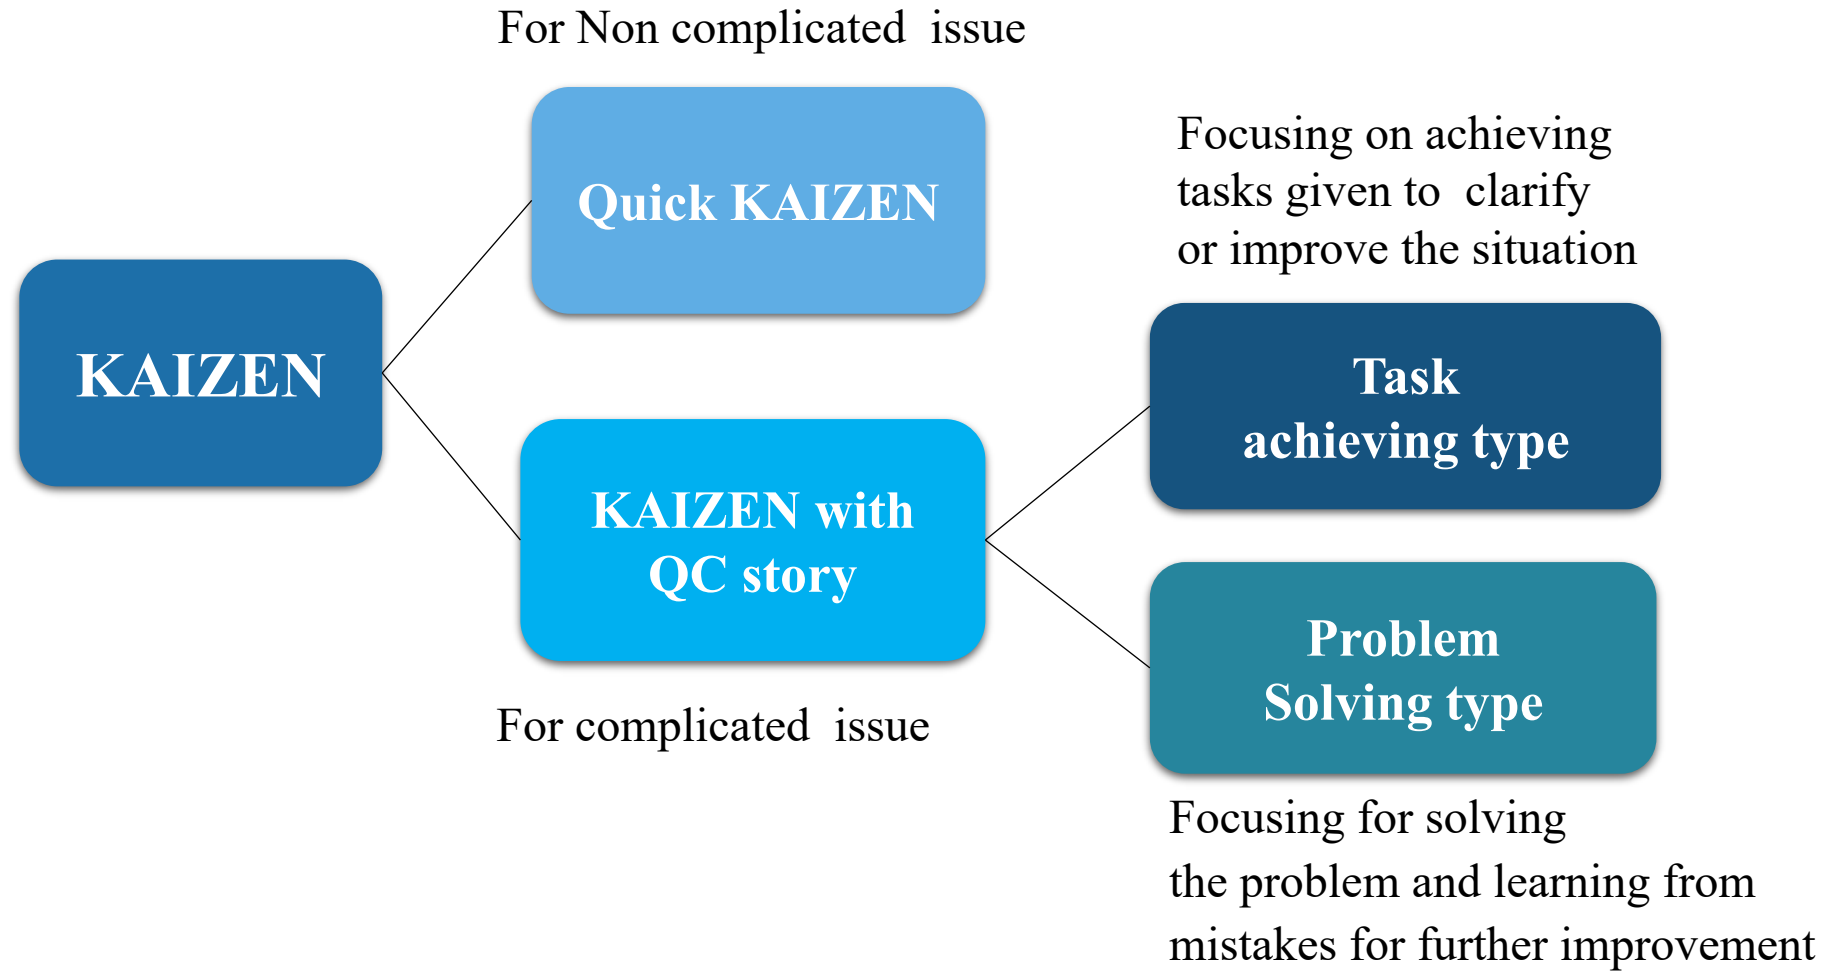 For Non complicated  issue
Quick KAIZEN
KAIZEN
KAIZEN with
QC story
For complicated  issue
Focusing on achieving
tasks given to  clarify
or improve the situation
Task
achieving type
Problem
Solving type
Focusing for solving
the problem and learning from
mistakes for further improvement